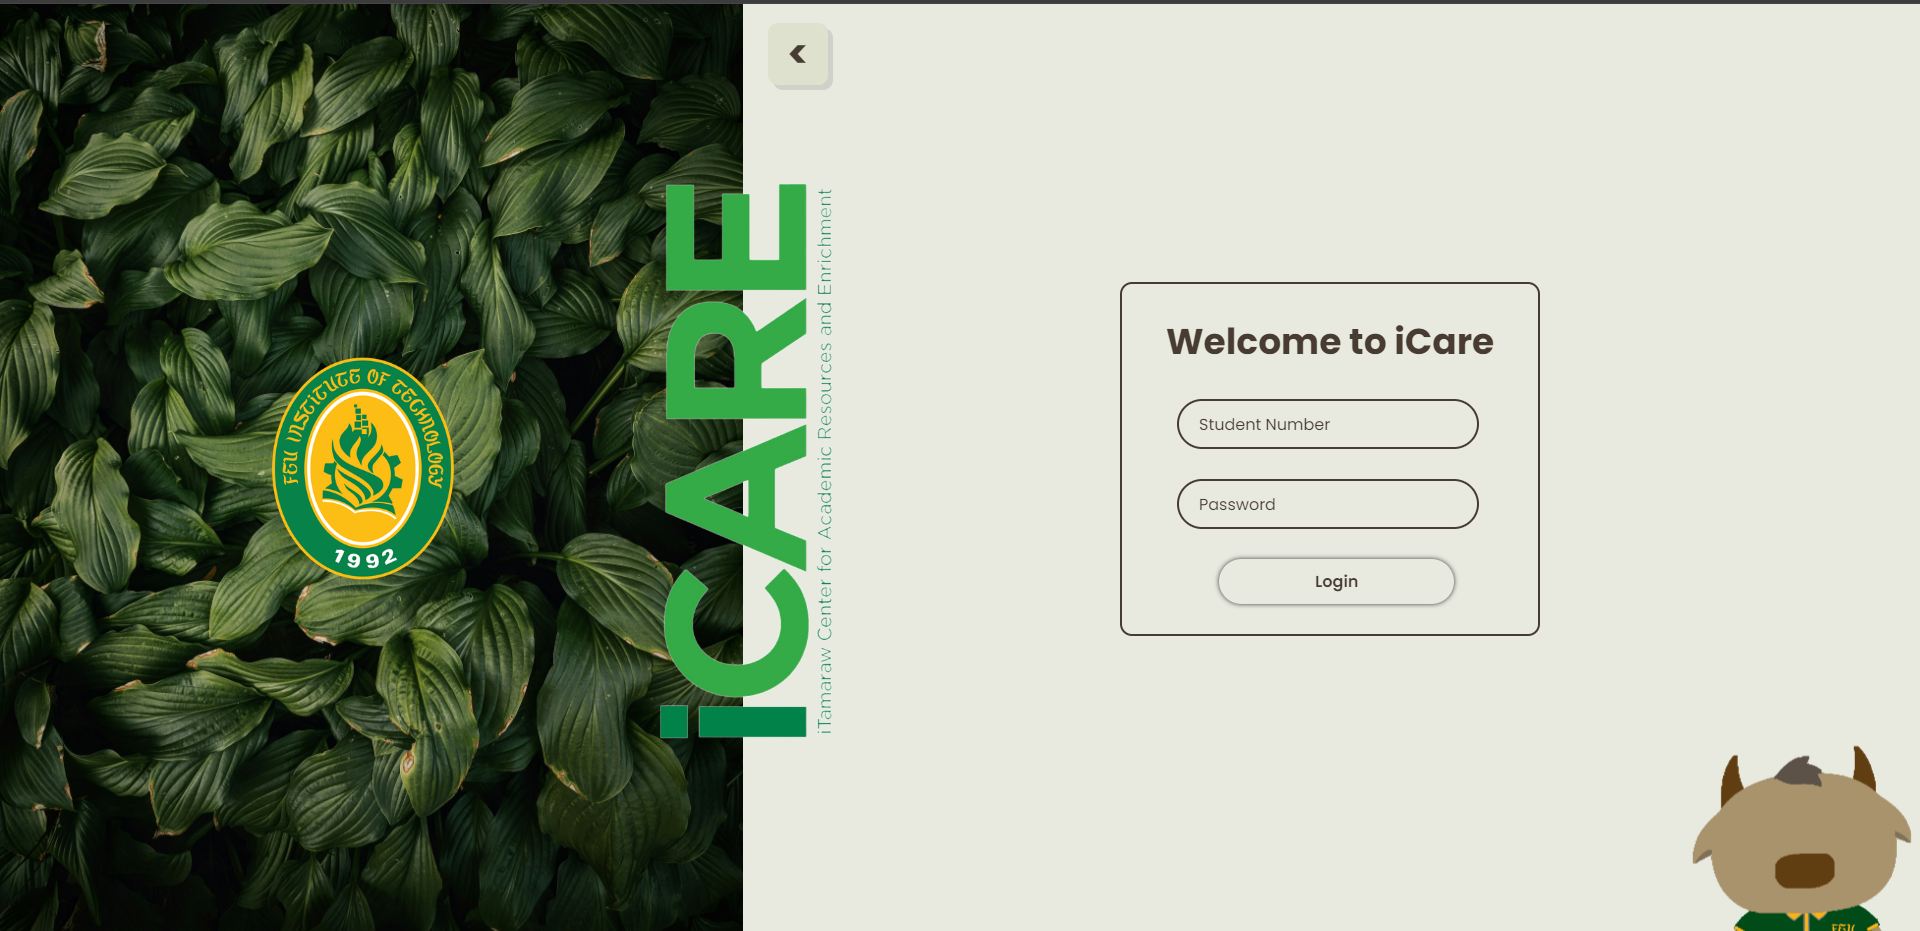 FEU INSTITUTE OF TECHNOLOGY
1992
iCARE
iTamaraw Center for Academic Resources and Enrichment
Welcome to iCare
Student Number
Password
Login
FEU